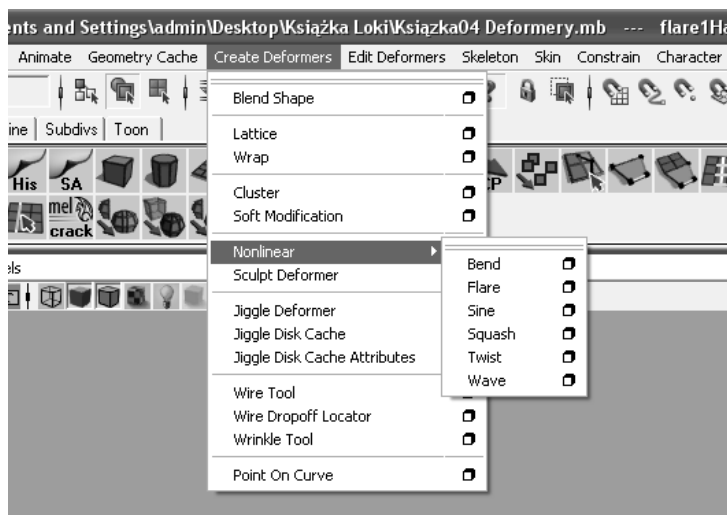 ents and Settings\admin\Desktop\Książka Loki\Ksiązka04 Deformery.mb --- flare1Ha
Animate Geometry Cache Create Deformers Edit Deformers Skeleton Skin Constrain Character
Blend Shape
ine Subdivs Toon
Lattice
Wrap
His SA CP
Cluster
mel
crack
Soft Modification
Nonlinear
els
Sculpt Deformer
Bend
Flare
Sine
Squash
Twist
Wave
Jiggle Deformer
Jiggle Disk Cache
Jiggle Disk Cache Attributes
Wire Tool
Wire Dropoff Locator
Wrinkle Tool
Point On Curve